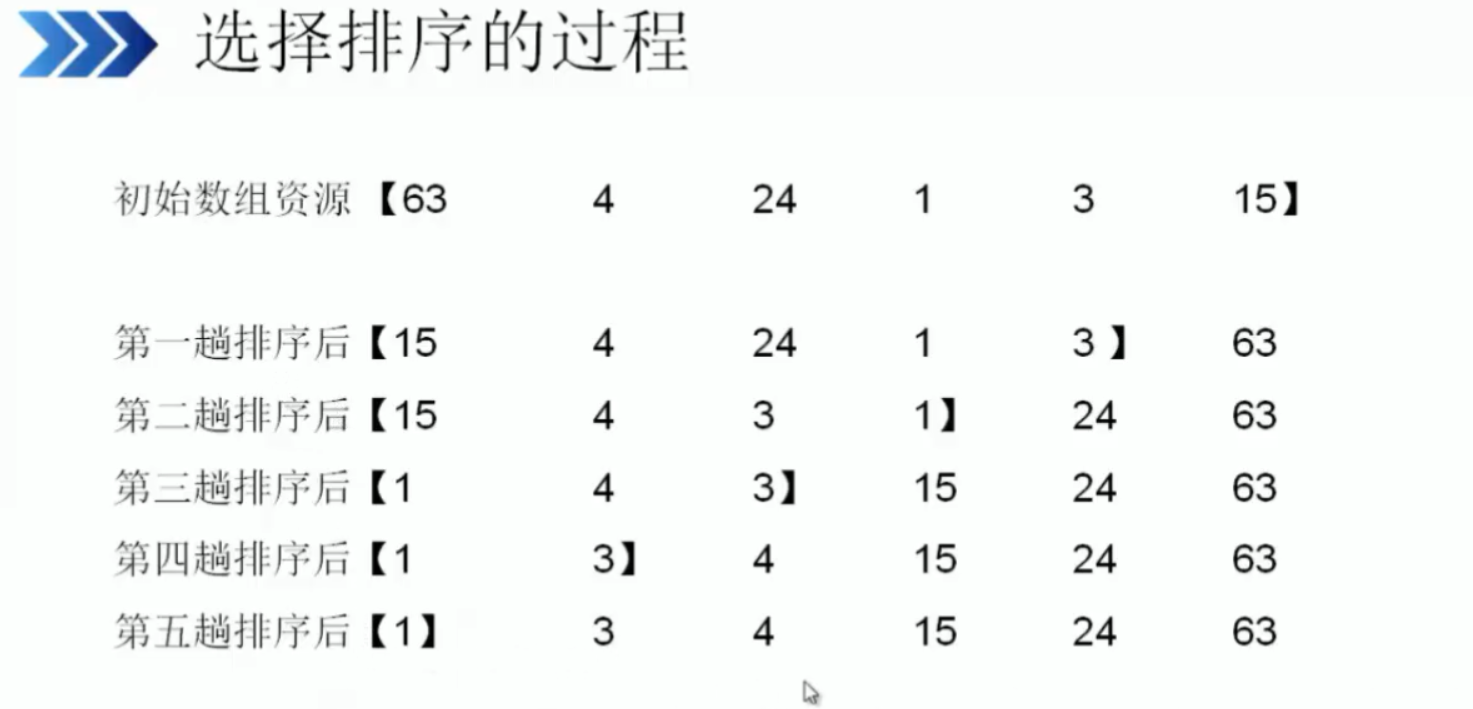 选择排序的过程
初始数组资源【63 4 24 1 3 15】
第一趟排序后【15 4 24 1 3 】 63
第二趟排序后【15 4 3 1】 24 63
第三趟排序后【1 4 3】 15 24 63
第四趟排序后【1 3】 4 15 24 63
第五趟排序后【1】 3 4 15 24 63